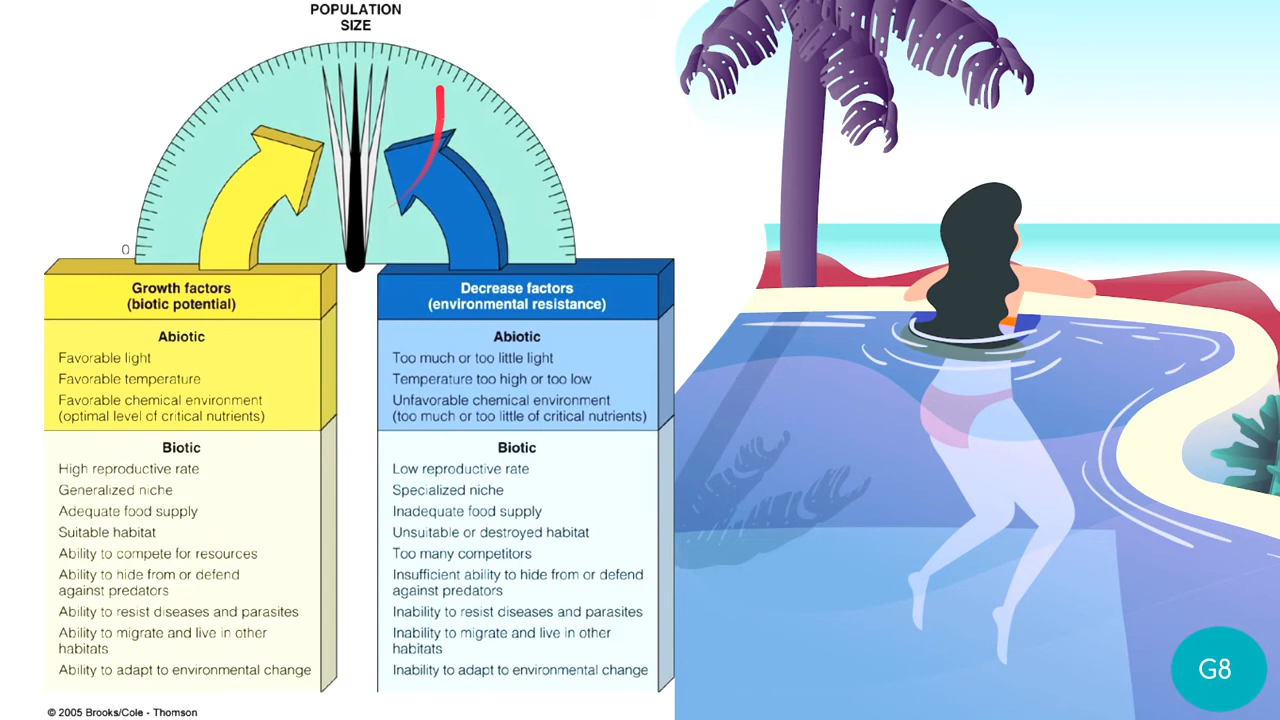 POPULATION
SIZE
0
Growth factors
(biotic potential)
Abiotic
Favorable light
Favorable temperature
Favorable chemical environment
(optimal level of critical nutrients)
Biotic
High reproductive rate
Generalized niche
Adequate food supply
Suitable habitat
Ability to compete for resources
Ability to hide from or defend
against predators
Ability to resist diseases and parasites
Ability to migrate and live in other
habitats
Ability to adapt to environmental change
Decrease factors
(environmental resistance)
Abiotic
Too much or too little light
Temperature too high or too low
Unfavorable chemical environment
(too much or too little of critical nutrients)
Biotic
Low reproductive rate
Specialized niche
Inadequate food supply
Unsuitable or destroyed habitat
Too many competitors
Insufficient ability to hide from or defend
against predators
Inability to resist diseases and parasites
Inability to migrate and live in other
habitats
Inability to adapt to environmental change
© 2005 Brooks/Cole - Thomson
G8